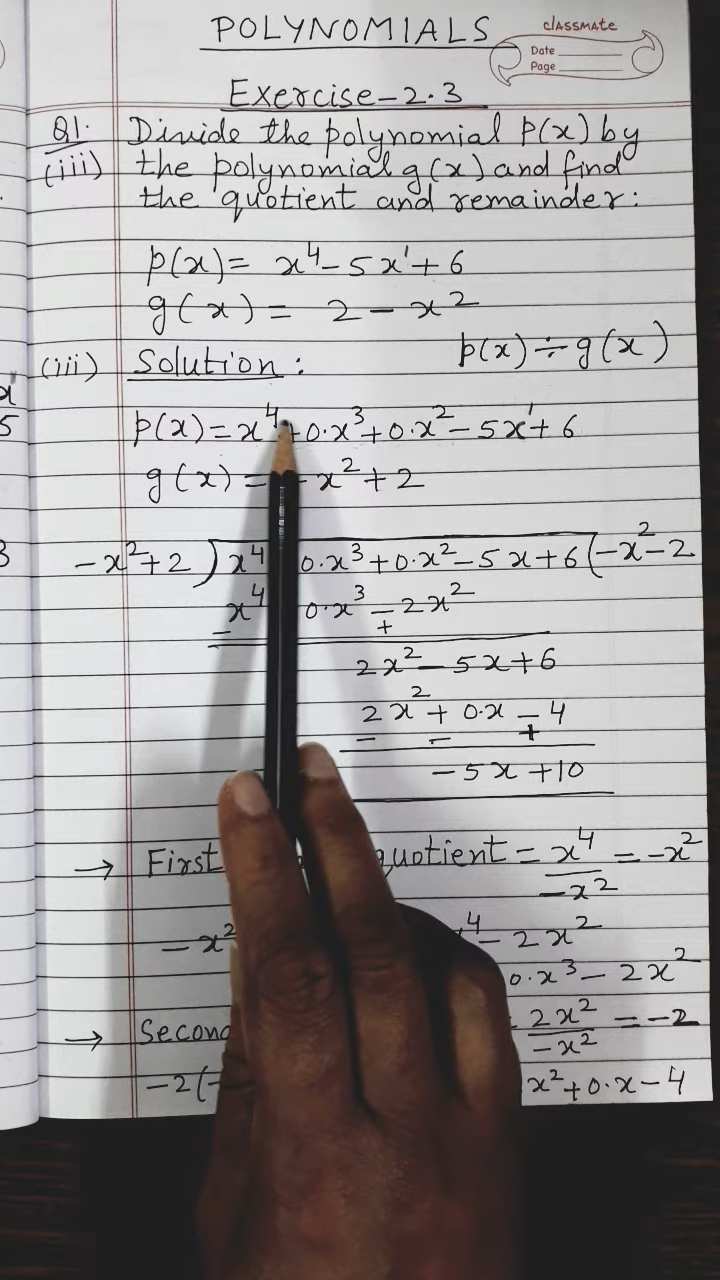 POLYNOMIALS
classmate
Date
Page
Exercise-2.3
Q1. Divide the polynomial p(x) by
(iii) the polynomial g(x) and find
the quotient and remainder:
p(x) = x⁴ - 5x¹ + 6
g(x) = 2 - x²
p(x) ÷ g(x)
(iii) Solution:
p(x) = x⁴ + 0.x³ + 0.x² - 5x¹ + 6
g(x) = - x² + 2
-x²+2 ) x⁴ 0.x³ + 0.x² - 5x + 6 ( -x² - 2
x⁴ 0.x³ - 2x²
- +
2x² - 5x + 6
2x² + 0.x - 4
- - +
-5x + 10
→ First quotient = x⁴/-x² = -x²
-x² x⁴ - 2x²
0.x³ - 2x²
→ Second 2x²/-x² = -2
-2(- x² + 0.x - 4
3
5
x